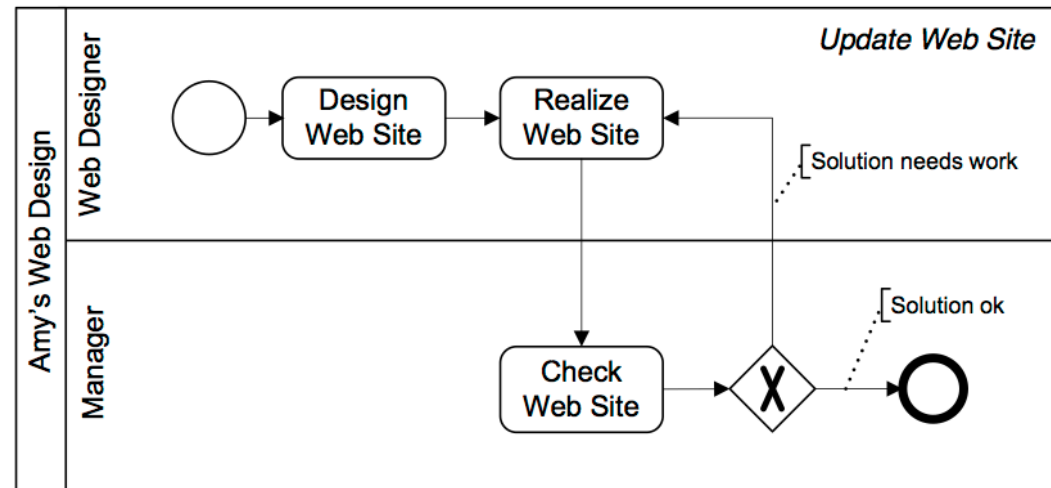 Update Web Site
Amy's Web Design
Web Designer
Design
Web Site
Realize
Web Site
Solution needs work
Manager
Solution ok
Check
Web Site
X